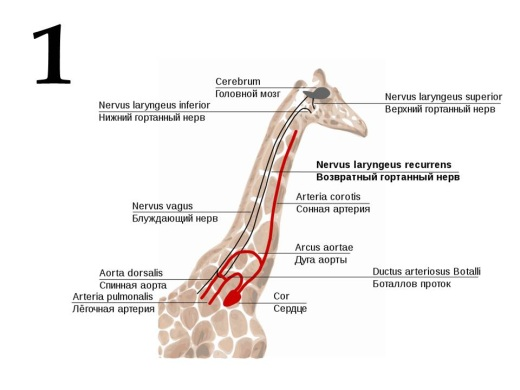 1
Cerebrum
Головной мозг
Nervus laryngeus superior
Верхний гортанный нерв
Nervus laryngeus inferior
Нижний гортанный нерв
Nervus laryngeus recurrens
Возвратный гортанный нерв
Arteria corotis
Сонная артерия
Nervus vagus
Блуждающий нерв
Arcus aortae
Дуга аорты
Aorta dorsalis
Спинная аорта
Ductus arteriosus Botalli
Боталлов проток
Arteria pulmonalis
Лёгочная артерия
Cor
Сердце